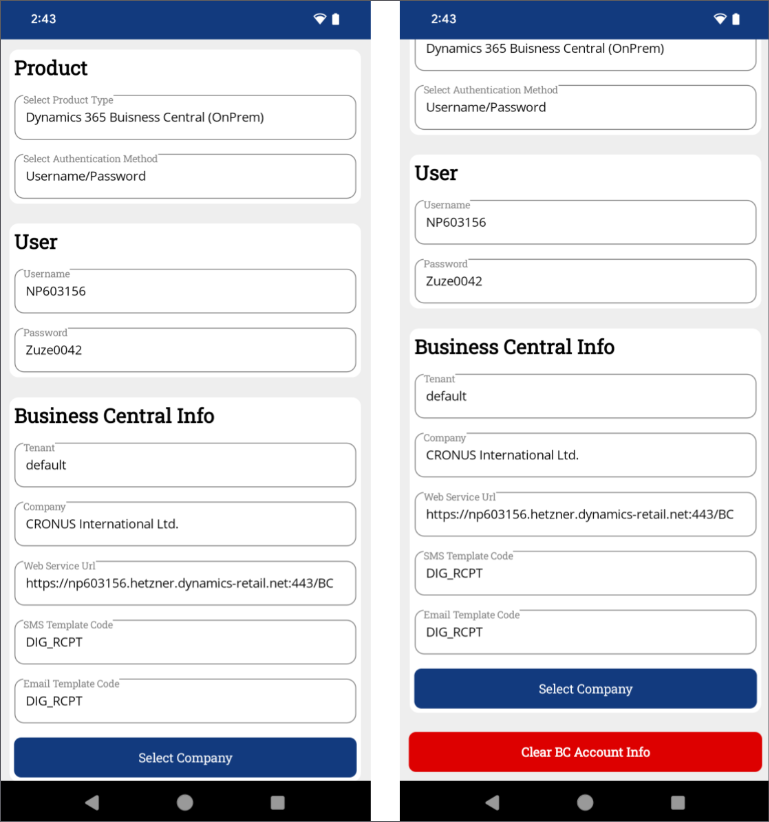 2:43
Product
Select Product Type
Dynamics 365 Buisness Central (OnPrem)
Select Authentication Method
Username/Password
User
Username
NP603156
Password
Zuze0042
Business Central Info
Tenant
default
Company
CRONUS International Ltd.
Web Service Url
https://np603156.hetzner.dynamics-retail.net:443/BC
SMS Template Code
DIG_RCPT
Email Template Code
DIG_RCPT
Select Company
2:43
Dynamics 365 Buisness Central (OnPrem)
Select Authentication Method
Username/Password
User
Username
NP603156
Password
Zuze0042
Business Central Info
Tenant
default
Company
CRONUS International Ltd.
Web Service Url
https://np603156.hetzner.dynamics-retail.net:443/BC
SMS Template Code
DIG_RCPT
Email Template Code
DIG_RCPT
Select Company
Clear BC Account Info